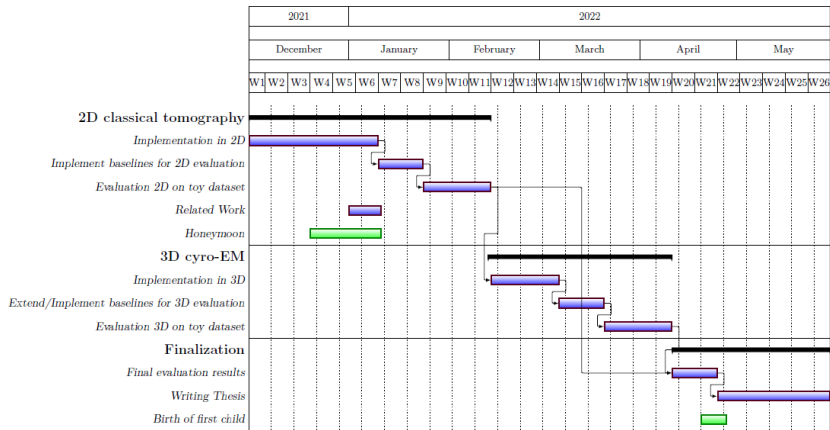 2021 2022
December January February March April May
W1 W2 W3 W4 W5 W6 W7 W8 W9 W10 W11 W12 W13 W14 W15 W16 W17 W18 W19 W20 W21 W22 W23 W24 W25 W26
2D classical tomography
Implementation in 2D
Implement baselines for 2D evaluation
Evaluation 2D on toy dataset
Related Work
Honeymoon
3D cyro-EM
Implementation in 3D
Extend/Implement baselines for 3D evaluation
Evaluation 3D on toy dataset
Finalization
Final evaluation results
Writing Thesis
Birth of first child